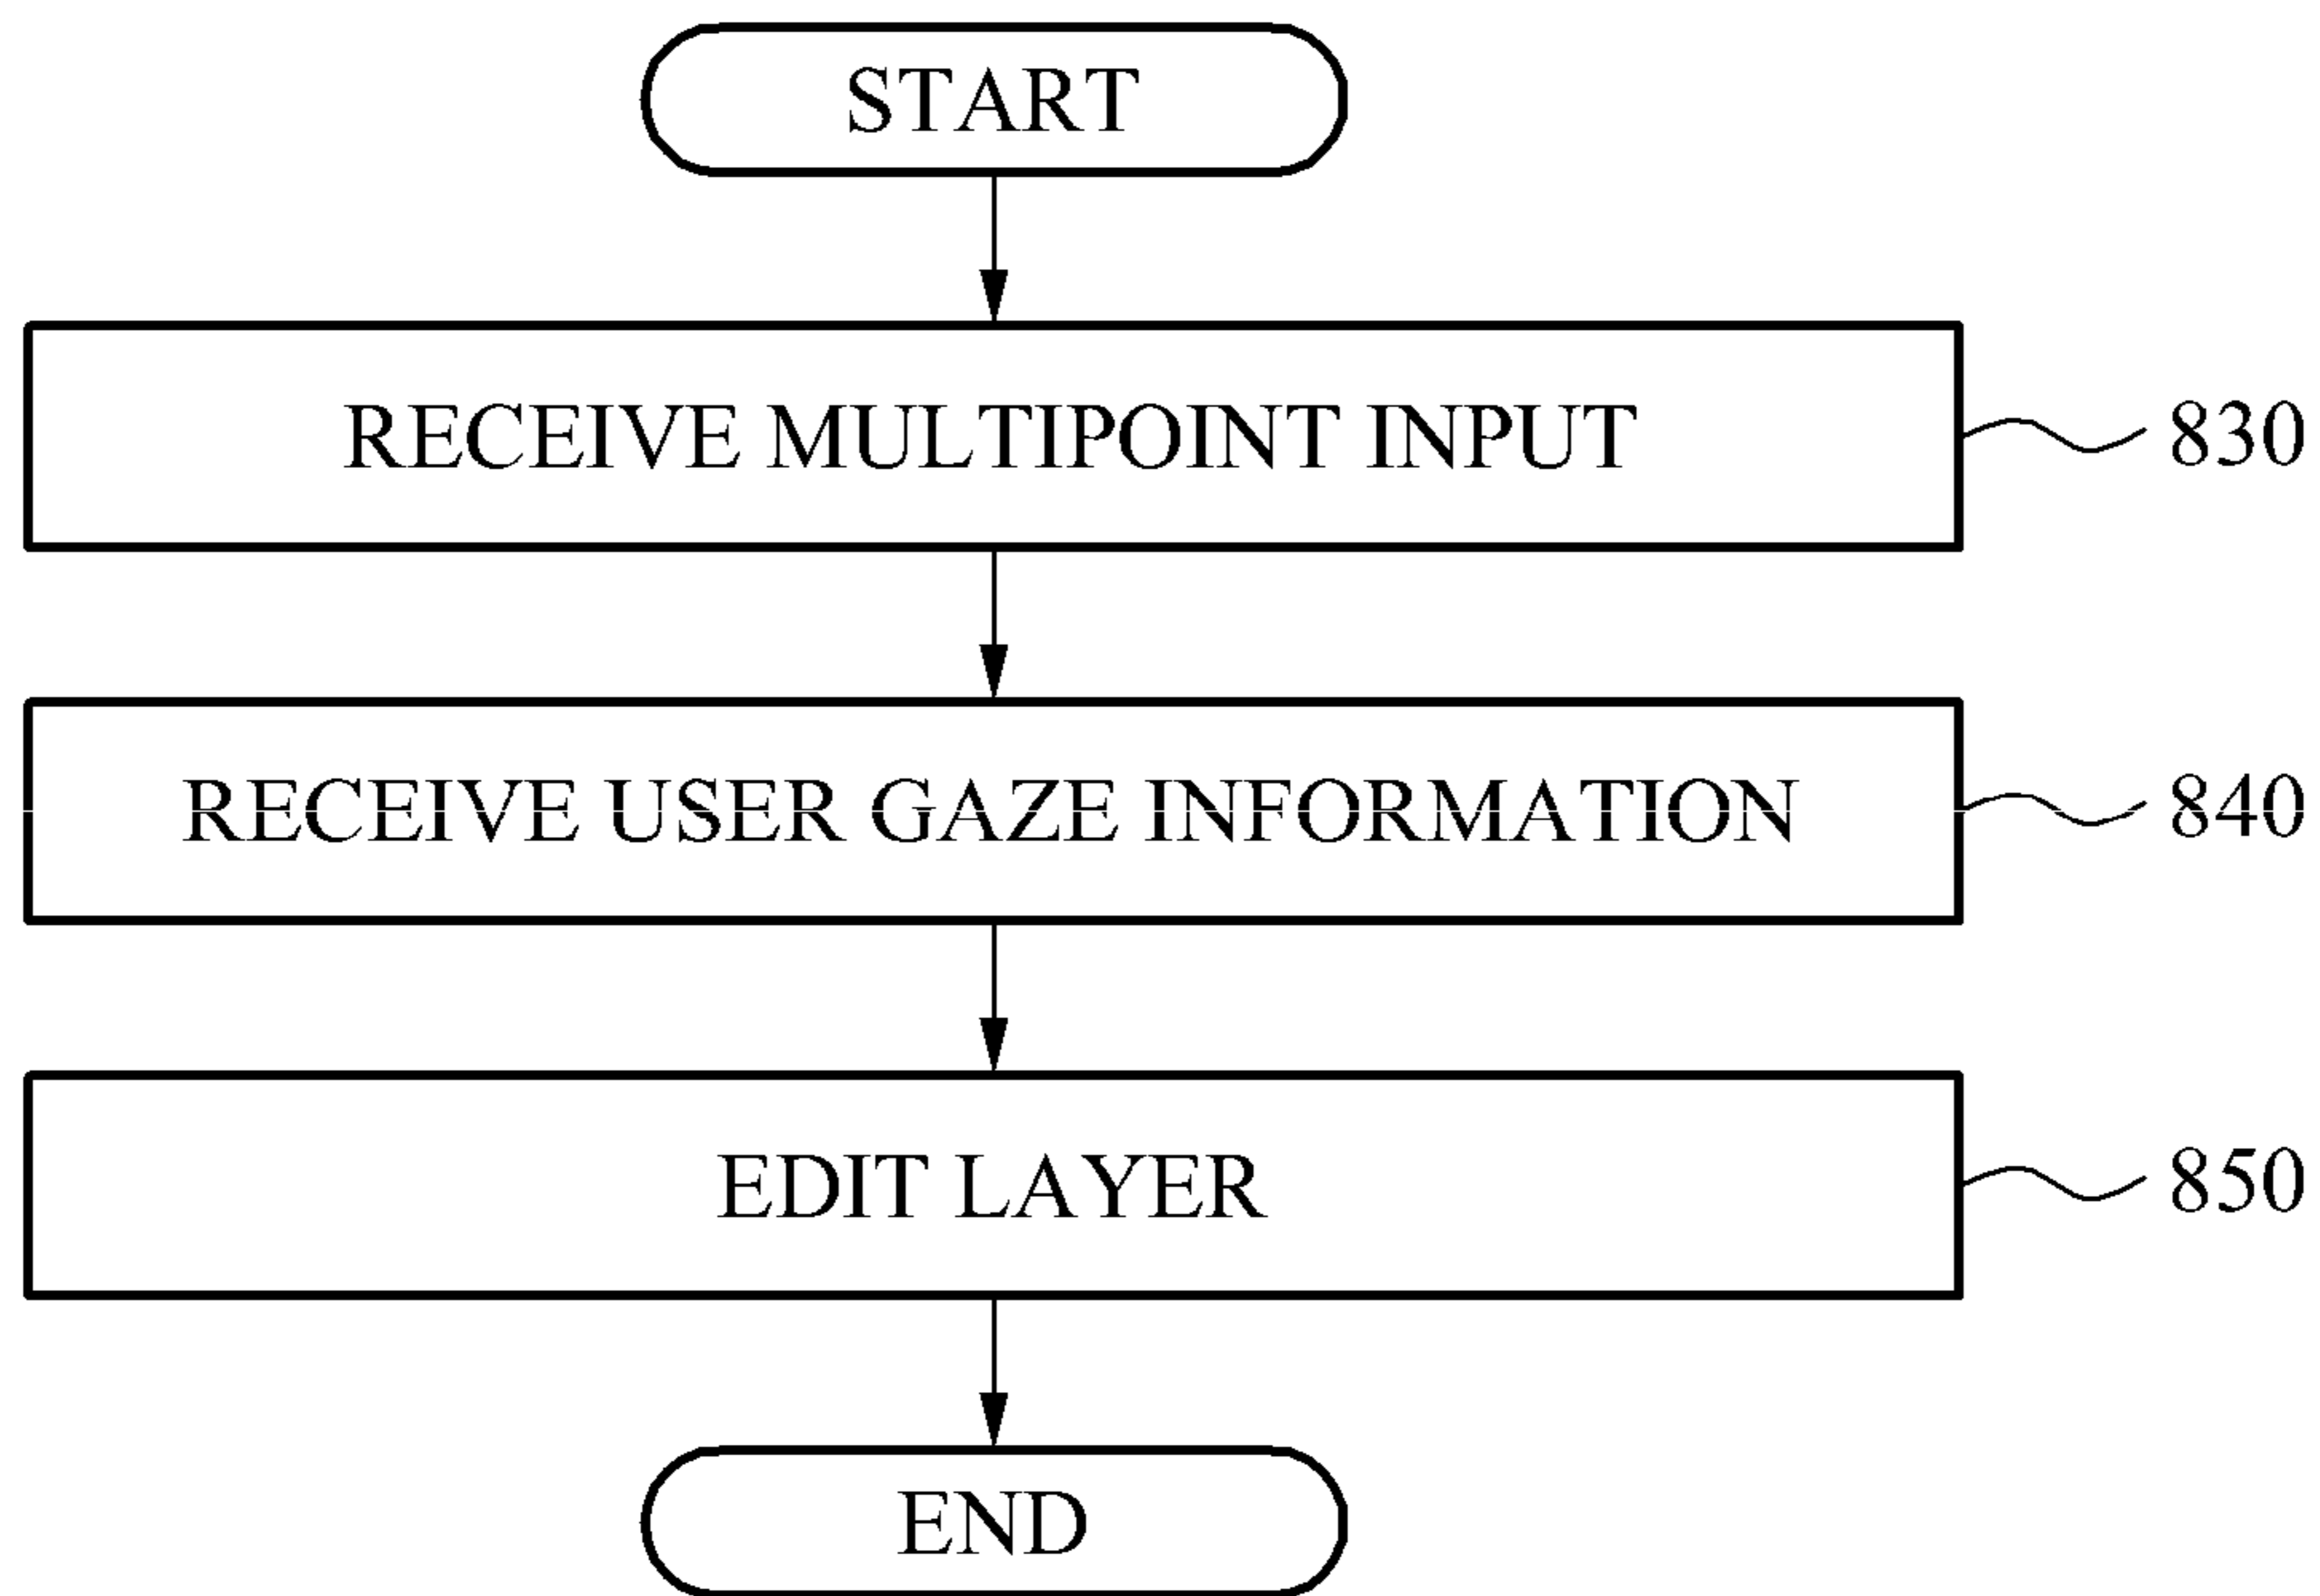 START
RECEIVE MULTIPOINT INPUT 830
RECEIVE USER GAZE INFORMATION 840
EDIT LAYER 850
END